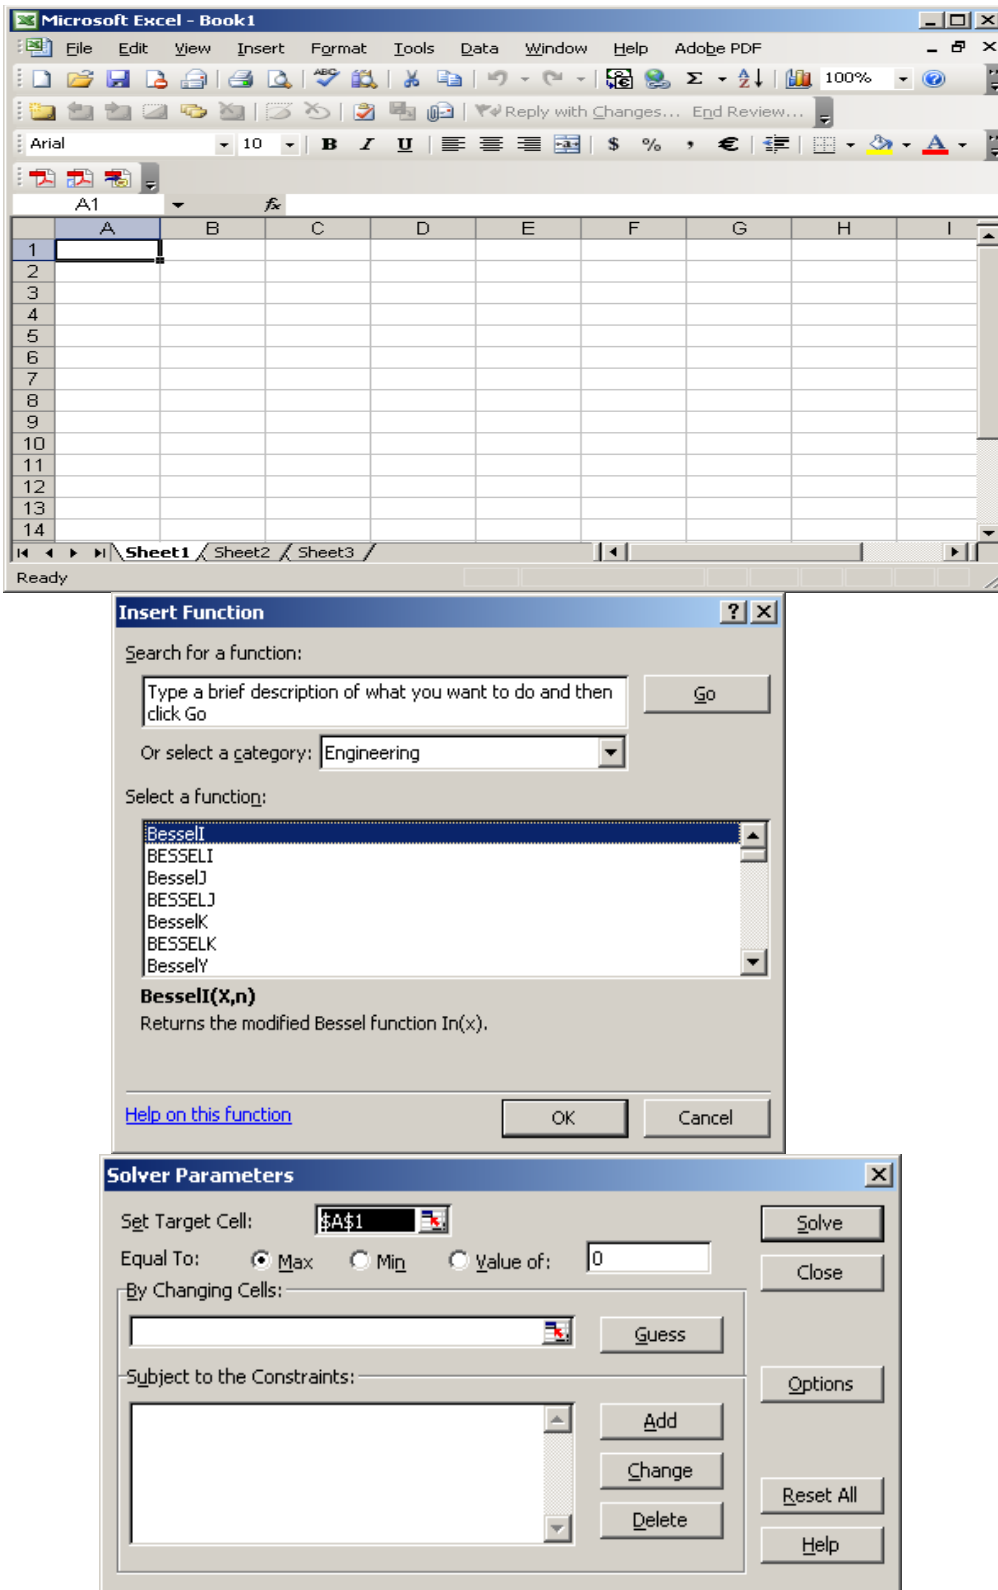 Microsoft Excel - Book1
File Edit View Insert Format Tools Data Window Help Adobe PDF
ABC Σ A Z 100% ?
Reply with Changes... End Review...
Arial 10 B I U $ % , € A
A1 fx
A B C D E F G H I
1
2
3
4
5
6
7
8
9
10
11
12
13
14
Sheet1 Sheet2 Sheet3
Ready
Insert Function
Search for a function:
Type a brief description of what you want to do and then
click Go
Go
Or select a category: Engineering
Select a function:
BesselI
BESSELI
BesselJ
BESSELJ
BesselK
BESSELK
BesselY
BesselI(X,n)
Returns the modified Bessel function In(x).
Help on this function OK Cancel
Solver Parameters
Set Target Cell: $A$1 Solve
Equal To: Max Min Value of: 0
Close
By Changing Cells:
Guess
Subject to the Constraints:
Options
Add
Change
Reset All
Delete
Help